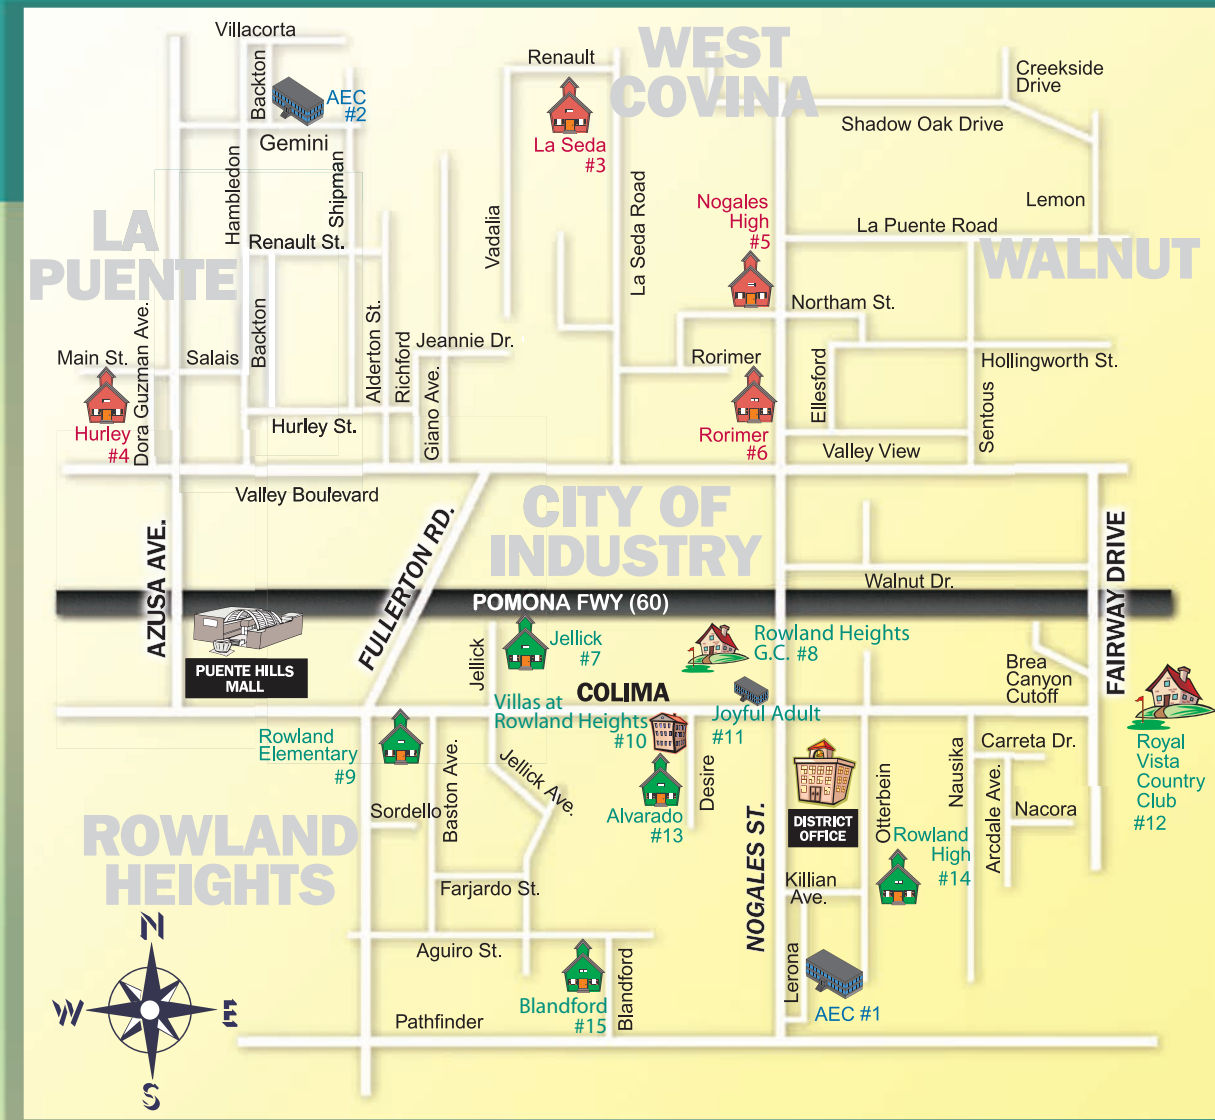 Villacorta
Backton
AEC
#2
Gemini
Hambledon
Shipman
Renault St.
Renault
WEST
COVINA
La Seda
#3
Vadalia
La Seda Road
Creekside
Drive
Shadow Oak Drive
Lemon
Nogales
High
#5
La Puente Road
WALNUT
LA
PUENTE
Northam St.
Main St.
Dora Guzman Ave.
Salais
Backton
Alderton St.
Richford
Jeannie Dr.
Giano Ave.
Rorimer
Ellesford
Hollingworth St.
Sentous
Hurley
#4
Hurley St.
Rorimer
#6
Valley View
Valley Boulevard
CITY OF
INDUSTRY
AZUSA AVE.
FULLERTON RD.
FAIRWAY DRIVE
Walnut Dr.
POMONA FWY (60)
PUENTE HILLS
MALL
Jellick
Jellick
#7
Rowland Heights
G.C. #8
Brea
Canyon
Cutoff
COLIMA
Villas at
Rowland Heights
#10
Joyful Adult
#11
Rowland
Elementary
#9
Baston Ave.
Jellick Ave.
Desire
Nausika
Carreta Dr.
Royal
Vista
Country
Club
#12
Sordello
Alvarado
#13
NOGALES ST.
DISTRICT
OFFICE
Otterbein
Rowland
High
#14
Arcdale Ave.
Nacora
ROWLAND
HEIGHTS
Farjardo St.
Killian
Ave.
Aguiro St.
Lerona
Blandford
#15
Blandford
AEC #1
Pathfinder
N
W
E
S